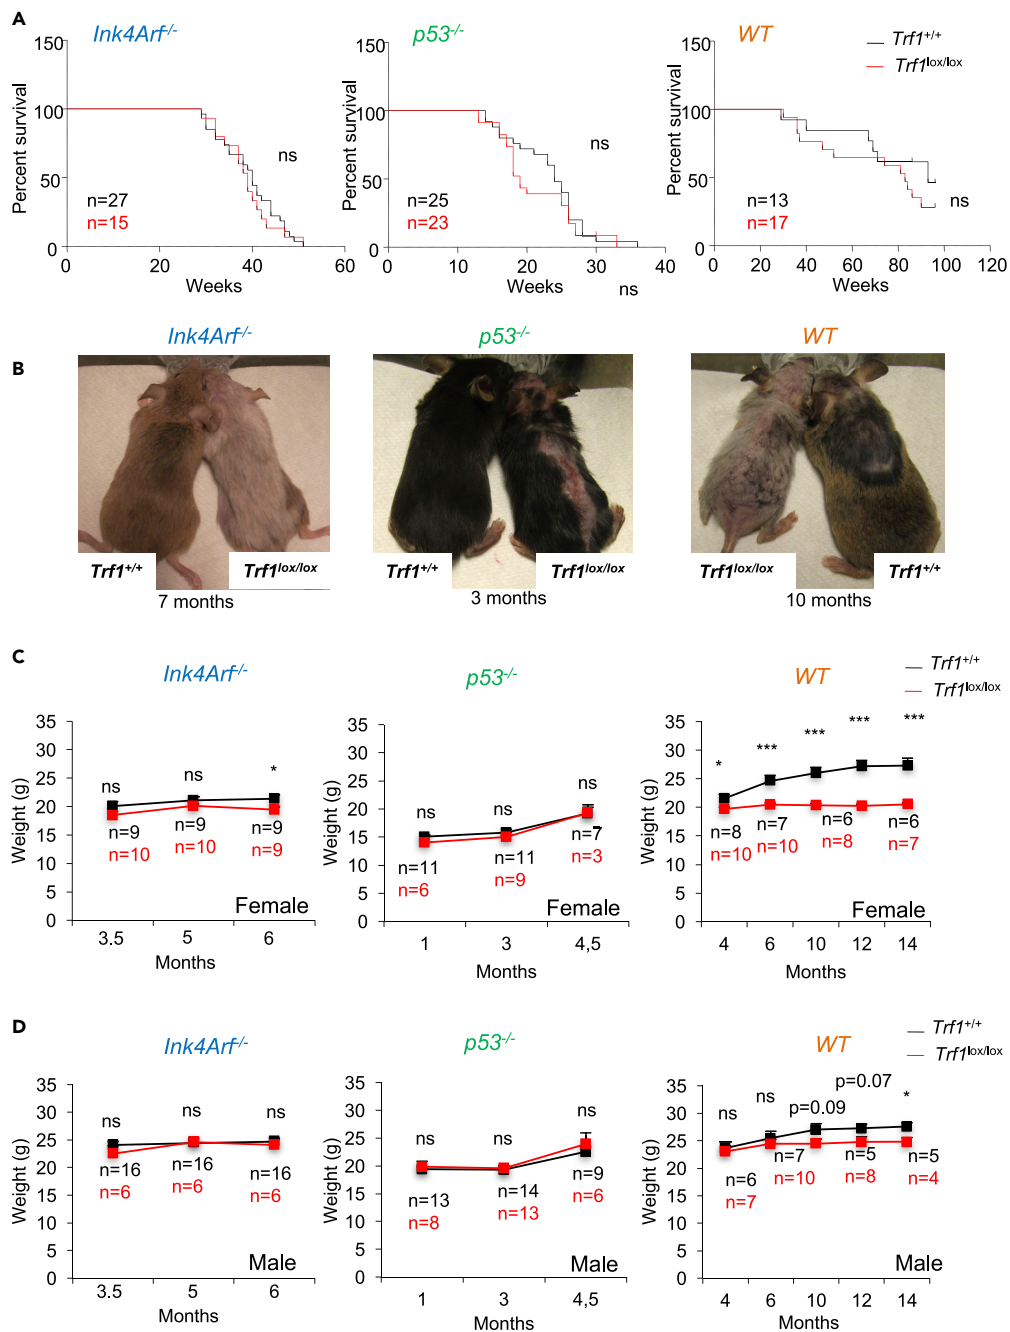 A
Ink4Arf-/-
p53-/-
WT
Trf1+/+
Trf1lox/lox
Percent survival
150
100
50
0
ns
n=27
n=15
0 20 40 60
Weeks
Percent survival
150
100
50
0
ns
n=25
n=23
0 10 20 30 40
Weeks
ns
Percent survival
150
100
50
0
ns
n=13
n=17
0 20 40 60 80 100 120
Weeks
B
Ink4Arf-/-
p53-/-
WT
Trf1+/+ Trf1lox/lox
7 months
Trf1+/+ Trf1lox/lox
3 months
Trf1lox/lox Trf1+/+
10 months
C
Ink4Arf-/-
p53-/-
WT
Trf1+/+
Trf1lox/lox
Weight (g)
35
30
25
20
15
10
5
0
ns ns *
n=9 n=9 n=9
n=10 n=10 n=9
Female
3.5 5 6
Months
Weight (g)
35
30
25
20
15
10
5
0
ns ns ns
n=11 n=11 n=7
n=6 n=9 n=3
Female
1 3 4,5
Months
Weight (g)
35
30
25
20
15
10
5
0
* *** *** *** ***
n=8 n=7 n=6 n=6
n=10 n=10 n=8 n=7
Female
4 6 10 12 14
Months
D
Ink4Arf-/-
p53-/-
WT
Trf1+/+
Trf1lox/lox
Weight (g)
35
30
25
20
15
10
5
0
ns ns ns
n=16 n=16 n=16
n=6 n=6 n=6
Male
3.5 5 6
Months
Weight (g)
35
30
25
20
15
10
5
0
ns ns ns
n=13 n=14 n=9
n=8 n=13 n=6
Male
1 3 4,5
Months
Weight (g)
35
30
25
20
15
10
5
0
ns ns p=0.09 p=0.07 *
n=6 n=7 n=5 n=5
n=7 n=10 n=8 n=4
Male
4 6 10 12 14
Months